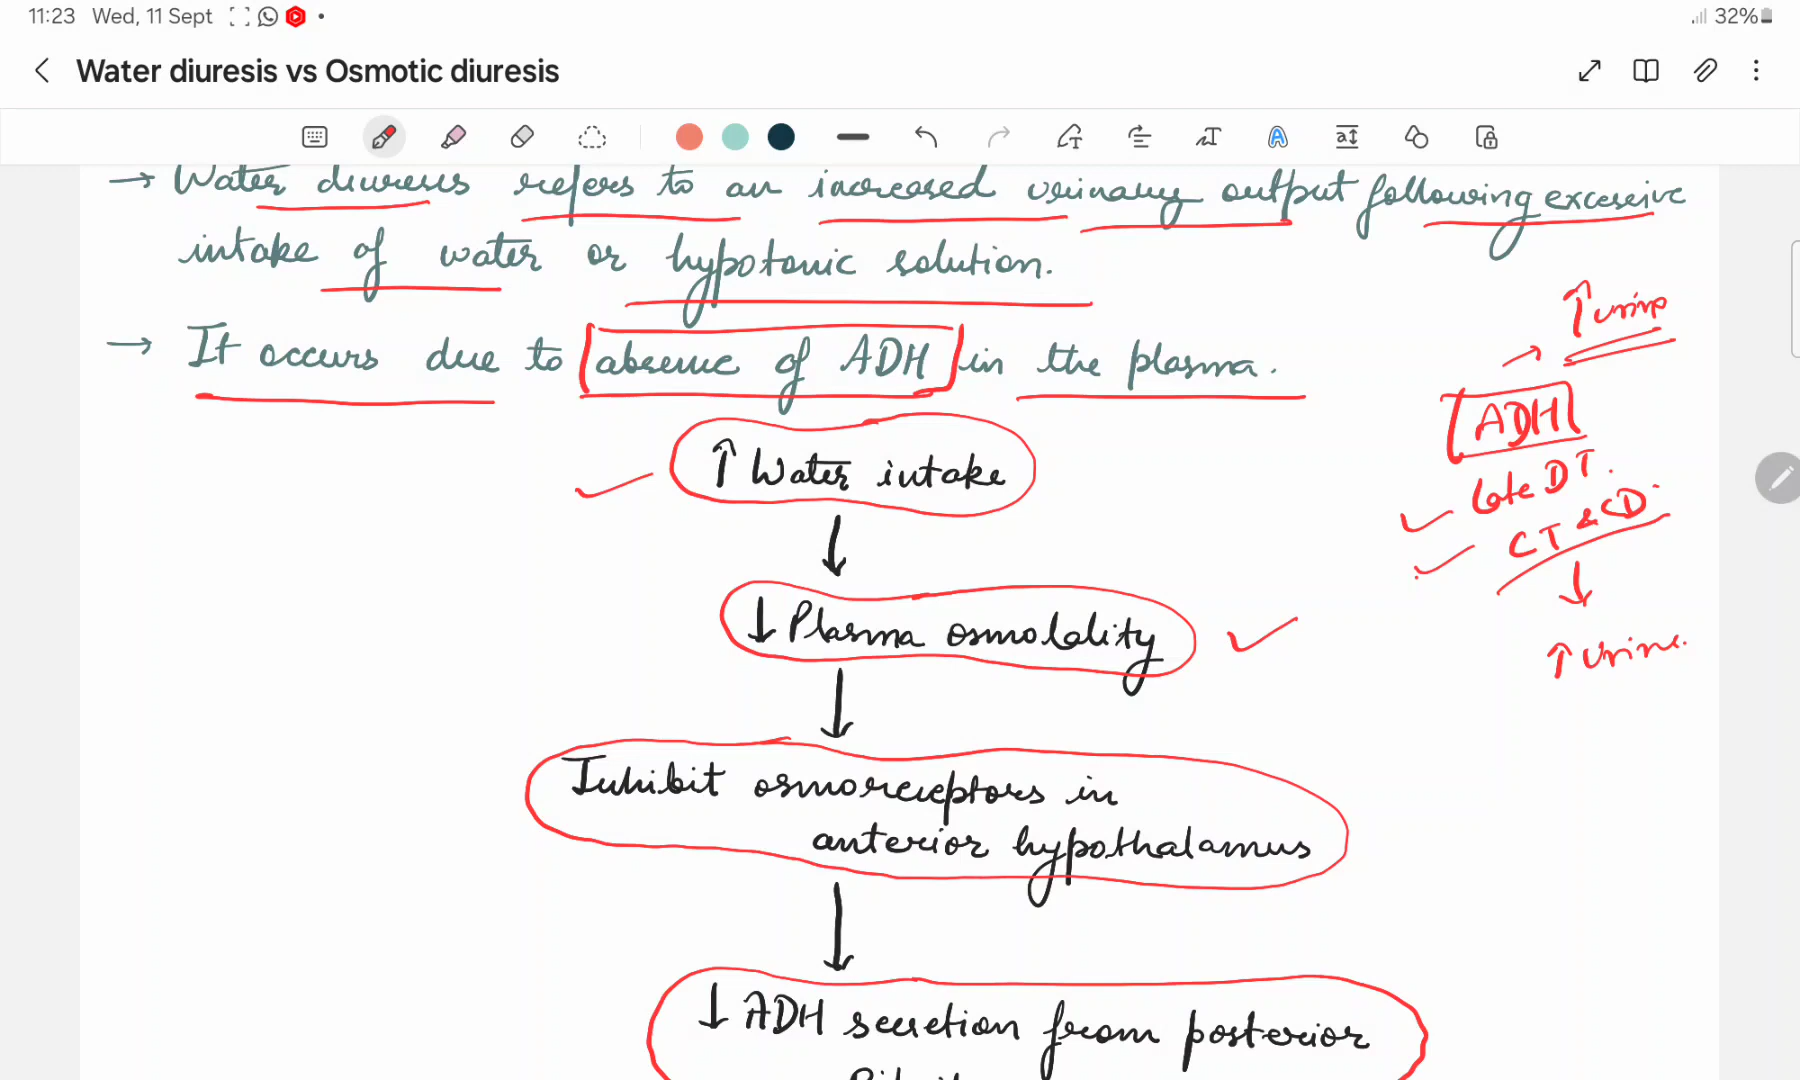 11:23 Wed, 11 Sept 32%
Water diuresis vs Osmotic diuresis
→ Water diuresis refers to an increased urinary output following excessive
intake of water or hypotonic solution.
→ It occurs due to absence of ADH in the plasma.
↑ Water intake
↓
↓ Plasma osmolality
↓
Inhibit osmoreceptors in
anterior hypothalamus
↓
↓ ADH secretion from posterior
↑ urine
→
ADH
late DT.
CT & CD.
↓
↑ urine.